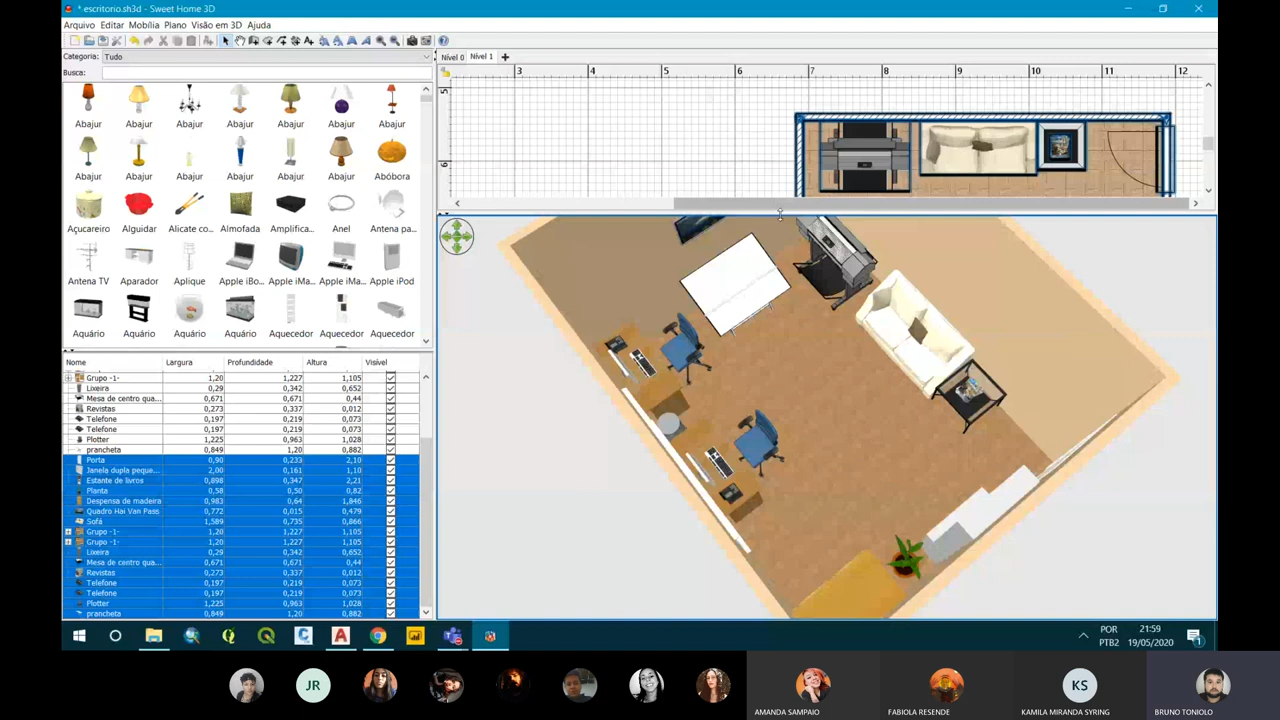 * escritorio.sh3d - Sweet Home 3D
Arquivo Editar Mobília Plano Visão em 3D Ajuda
Categoria: Tudo
Busca:
Nível 0 Nível 1
3 4 5 6 7 8 9 10 11 12
5
6
Abajur Abajur Abajur Abajur Abajur Abajur Abajur
Abajur Abajur Abajur Abajur Abajur Abajur Abóbora
Açucareiro Alguidar Alicate co... Almofada Amplifica... Anel Antena pa...
Antena TV Aparador Aplique Apple iBo... Apple iMa... Apple iMa... Apple iPod
Aquário Aquário Aquário Aquário Aquecedor Aquecedor Aquecedor
Nome Largura Profundidade Altura Visível
Grupo -1- 1,20 1,227 1,105
Lixeira 0,29 0,342 0,652
Mesa de centro qua... 0,671 0,671 0,44
Revistas 0,273 0,337 0,012
Telefone 0,197 0,219 0,073
Telefone 0,197 0,219 0,073
Plotter 1,225 0,963 1,028
prancheta 0,849 1,20 0,882
Porta 0,90 0,233 2,10
Janela dupla peque... 2,00 0,161 1,10
Estante de livros 0,898 0,347 2,21
Planta 0,58 0,50 0,82
Despensa de madeira 0,983 0,64 1,846
Quadro Hai Van Pass 0,772 0,015 0,479
Sofá 1,589 0,735 0,866
Grupo -1- 1,20 1,227 1,105
Grupo -1- 1,20 1,227 1,105
Lixeira 0,29 0,342 0,652
Mesa de centro qua... 0,671 0,671 0,44
Revistas 0,273 0,337 0,012
Telefone 0,197 0,219 0,073
Telefone 0,197 0,219 0,073
Plotter 1,225 0,963 1,028
prancheta 0,849 1,20 0,882
POR
PTB2
21:59
19/05/2020
JR
KS
AMANDA SAMPAIO FABIOLA RESENDE KAMILA MIRANDA SYRING BRUNO TONIOLO